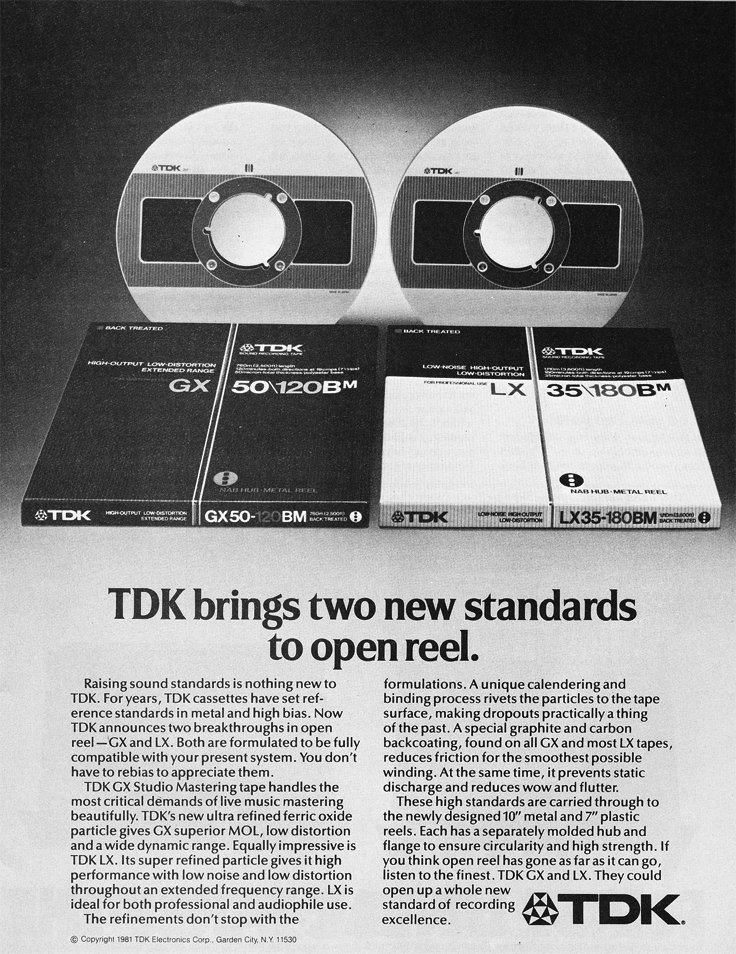 TDK
TDK
BACK TREATED
HIGH-OUTPUT LOW-DISTORTION
EXTENDED RANGE
GX
TDK
SOUND RECORDING TAPE
50\120BM
NAB HUB·METAL REEL
TDK HIGH-OUTPUT LOW-DISTORTION
EXTENDED RANGE
GX50-120BM
BACK TREATED
BACK TREATED
LOW-NOISE HIGH-OUTPUT
LOW-DISTORTION
FOR PROFESSIONAL USE
LX
TDK
SOUND RECORDING TAPE
35\180BM
NAB HUB·METAL REEL
TDK LOW-NOISE HIGH-OUTPUT
LOW-DISTORTION
LX35-180BM
BACK TREATED
TDK brings two new standards
to open reel.
Raising sound standards is nothing new to
TDK. For years, TDK cassettes have set ref-
erence standards in metal and high bias. Now
TDK announces two breakthroughs in open
reel—GX and LX. Both are formulated to be fully
compatible with your present system. You don't
have to rebias to appreciate them.
TDK GX Studio Mastering tape handles the
most critical demands of live music mastering
beautifully. TDK's new ultra refined ferric oxide
particle gives GX superior MOL, low distortion
and a wide dynamic range. Equally impressive is
TDK LX. Its super refined particle gives it high
performance with low noise and low distortion
throughout an extended frequency range. LX is
ideal for both professional and audiophile use.
The refinements don't stop with the
formulations. A unique calendering and
binding process rivets the particles to the tape
surface, making dropouts practically a thing
of the past. A special graphite and carbon
backcoating, found on all GX and most LX tapes,
reduces friction for the smoothest possible
winding. At the same time, it prevents static
discharge and reduces wow and flutter.
These high standards are carried through to
the newly designed 10" metal and 7" plastic
reels. Each has a separately molded hub and
flange to ensure circularity and high strength. If
you think open reel has gone as far as it can go,
listen to the finest. TDK GX and LX. They could
open up a whole new
standard of recording
excellence.
TDK.
© Copyright 1981 TDK Electronics Corp., Garden City, N.Y. 11530